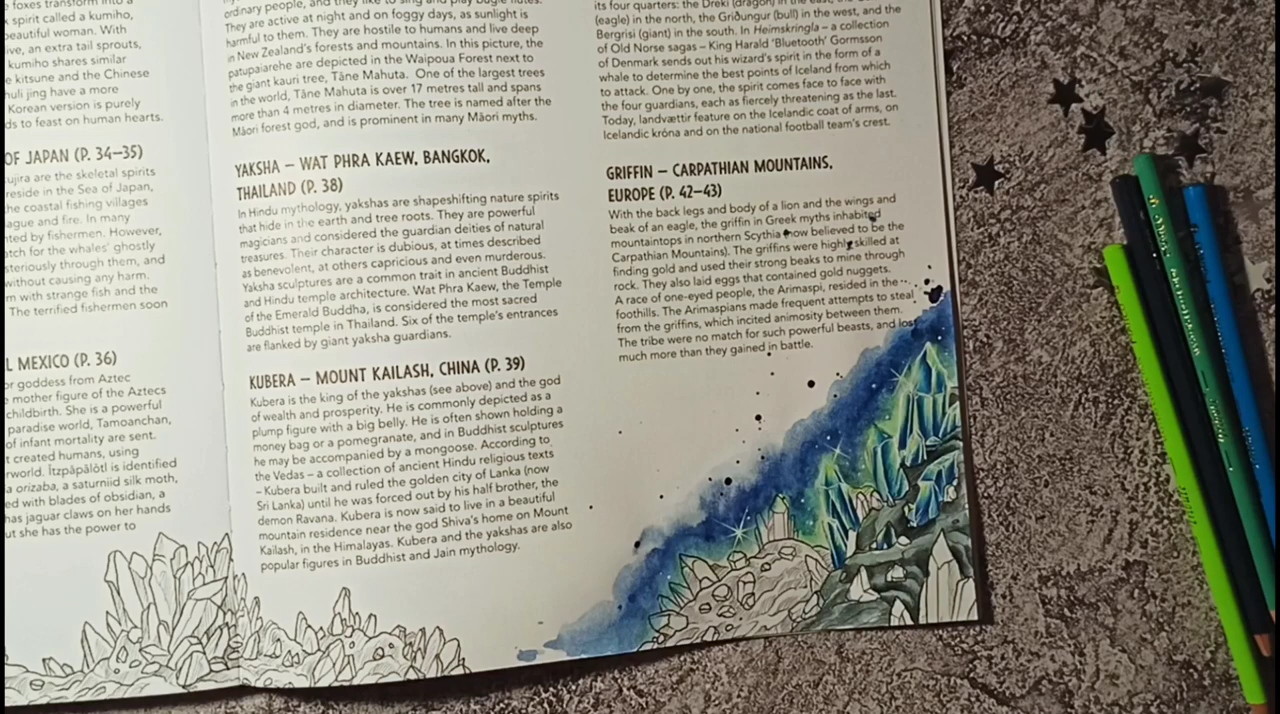 e foxes transform into a
spirit called a kumiho,
beautiful woman. With
ive, an extra tail sprouts,
kumiho shares similar
e kitsune and the Chinese
huli jing have a more
Korean version is purely
ds to feast on human hearts.
OF JAPAN (P. 34–35)
ujira are the skeletal spirits
reside in the Sea of Japan,
he coastal fishing villages
ague and fire. In many
nted by fishermen. However,
atch for the whales' ghostly
steriously through them, and
without causing any harm.
m with strange fish and the
The terrified fishermen soon
L MEXICO (P. 36)
or goddess from Aztec
e mother figure of the Aztecs
childbirth. She is a powerful
paradise world, Tamoanchan,
of infant mortality are sent.
t created humans, using
rworld. Ītzpāpālōtl is identified
a orizaba, a saturniid silk moth,
ed with blades of obsidian, a
has jaguar claws on her hands
ut she has the power to
ordinary people, and they like to sing and play bugle flutes.
They are active at night and on foggy days, as sunlight is
harmful to them. They are hostile to humans and live deep
in New Zealand's forests and mountains. In this picture, the
patupaiarehe are depicted in the Waipoua Forest next to
the giant kauri tree, Tāne Mahuta. One of the largest trees
in the world, Tāne Mahuta is over 17 metres tall and spans
more than 4 metres in diameter. The tree is named after the
Māori forest god, and is prominent in many Māori myths.
YAKSHA – WAT PHRA KAEW, BANGKOK,
THAILAND (P. 38)
In Hindu mythology, yakshas are shapeshifting nature spirits
that hide in the earth and tree roots. They are powerful
magicians and considered the guardian deities of natural
treasures. Their character is dubious, at times described
as benevolent, at others capricious and even murderous.
Yaksha sculptures are a common trait in ancient Buddhist
and Hindu temple architecture. Wat Phra Kaew, the Temple
of the Emerald Buddha, is considered the most sacred
Buddhist temple in Thailand. Six of the temple's entrances
are flanked by giant yaksha guardians.
KUBERA – MOUNT KAILASH, CHINA (P. 39)
Kubera is the king of the yakshas (see above) and the god
of wealth and prosperity. He is commonly depicted as a
plump figure with a big belly. He is often shown holding a
money bag or a pomegranate, and in Buddhist sculptures
he may be accompanied by a mongoose. According to
the Vedas – a collection of ancient Hindu religious texts
– Kubera built and ruled the golden city of Lanka (now
Sri Lanka) until he was forced out by his half brother, the
demon Ravana. Kubera is now said to live in a beautiful
mountain residence near the god Shiva's home on Mount
Kailash, in the Himalayas. Kubera and the yakshas are also
popular figures in Buddhist and Jain mythology.
its four quarters: the Dreki (dragon) in the east, the
(eagle) in the north, the Griðungur (bull) in the west, and the
Bergrisi (giant) in the south. In Heimskringla – a collection
of Old Norse sagas – King Harald 'Bluetooth' Gormsson
of Denmark sends out his wizard's spirit in the form of a
whale to determine the best points of Iceland from which
to attack. One by one, the spirit comes face to face with
the four guardians, each as fiercely threatening as the last.
Today, landvættir feature on the Icelandic coat of arms, on
Icelandic króna and on the national football team's crest.
GRIFFIN – CARPATHIAN MOUNTAINS,
EUROPE (P. 42–43)
With the back legs and body of a lion and the wings and
beak of an eagle, the griffin in Greek myths inhabited
mountaintops in northern Scythia (now believed to be the
Carpathian Mountains). The griffins were highly skilled at
finding gold and used their strong beaks to mine through
rock. They also laid eggs that contained gold nuggets.
A race of one-eyed people, the Arimaspi, resided in the
foothills. The Arimaspians made frequent attempts to steal
from the griffins, which incited animosity between them.
The tribe were no match for such powerful beasts, and lost
much more than they gained in battle.